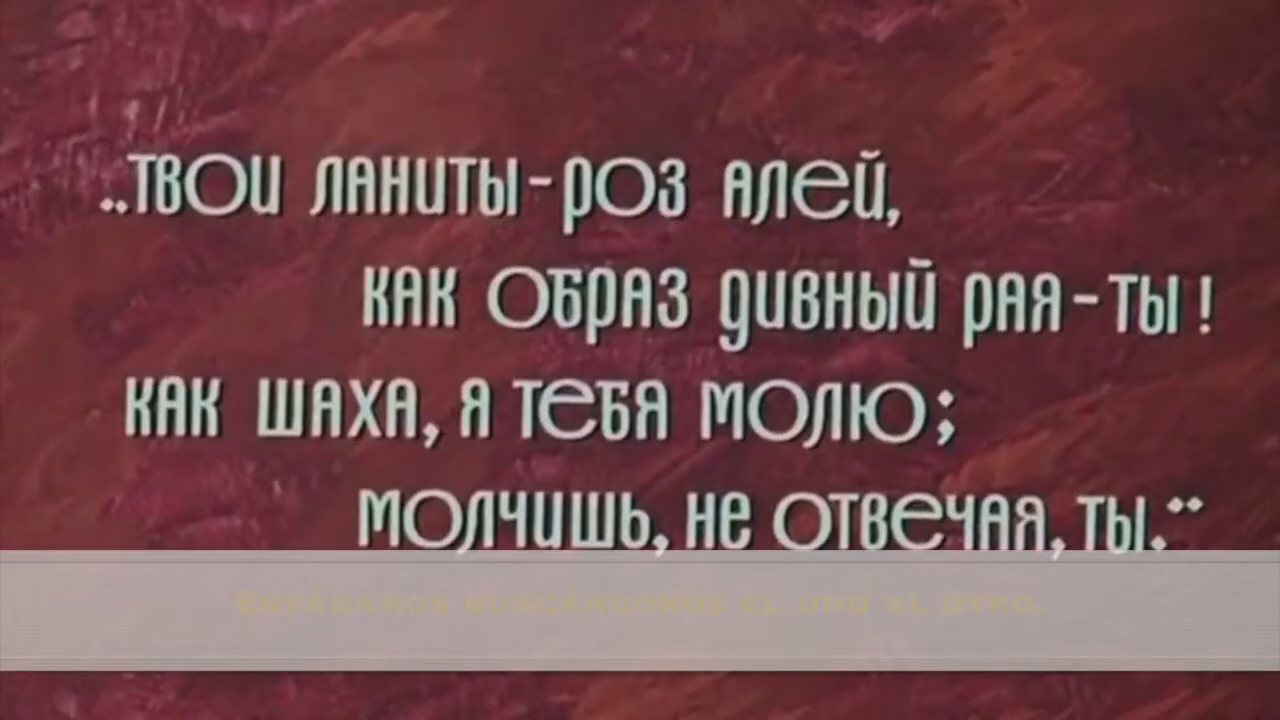 ..ТВОИ ЛАНИТЫ-РОЗ АЛЕЙ,
КАК ОБРАЗ ДИВНЫЙ РАЯ-ТЫ!
КАК ШАХА, Я ТЕБЯ МОЛЮ;
МОЛЧИШЬ, НЕ ОТВЕЧАЯ, ТЫ.¨
Estábamos buscándonos el uno al otro.